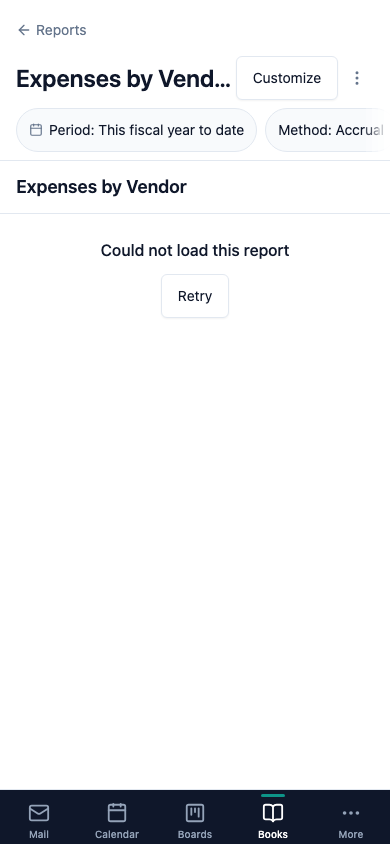 Reports
Expenses by Vend...
Customize
Period: This fiscal year to date
Method: Accrual
Expenses by Vendor
Could not load this report
Retry
Mail
Calendar
Boards
Books
More